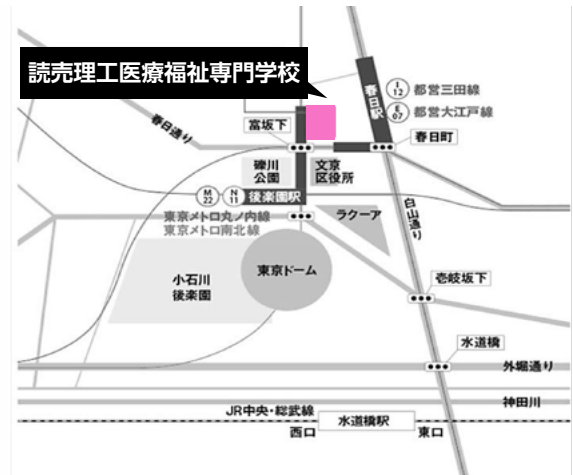 読売理工医療福祉専門学校
春日通り
富坂下
春日駅
I
12
都営三田線
E
07
都営大江戸線
春日町
礫川
公園
文京
区役所
M
22
N
11
後楽園駅
東京メトロ丸ノ内線
東京メトロ南北線
ラクーア
白山通り
小石川
後楽園
東京ドーム
壱岐坂下
水道橋
外堀通り
神田川
JR中央・総武線
水道橋駅
西口
東口